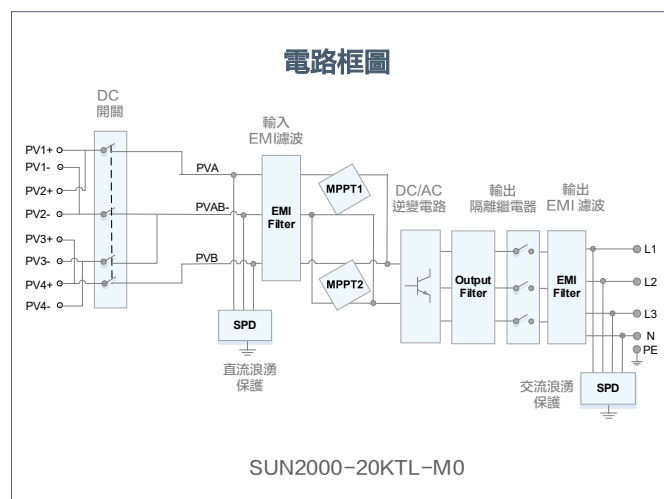 電路框圖
DC
開關
PV1+
PV1-
PV2+
PV2-
PV3+
PV3-
PV4+
PV4-
PVA
PVAB-
PVB
輸入
EMI濾波
EMI
Filter
SPD
直流浪湧
保護
MPPT1
MPPT2
DC/AC
逆變電路
Output
Filter
輸出
隔離繼電器
輸出
EMI 濾波
EMI
Filter
L1
L2
L3
N
PE
SPD
交流浪湧
保護
SUN2000-20KTL-M0